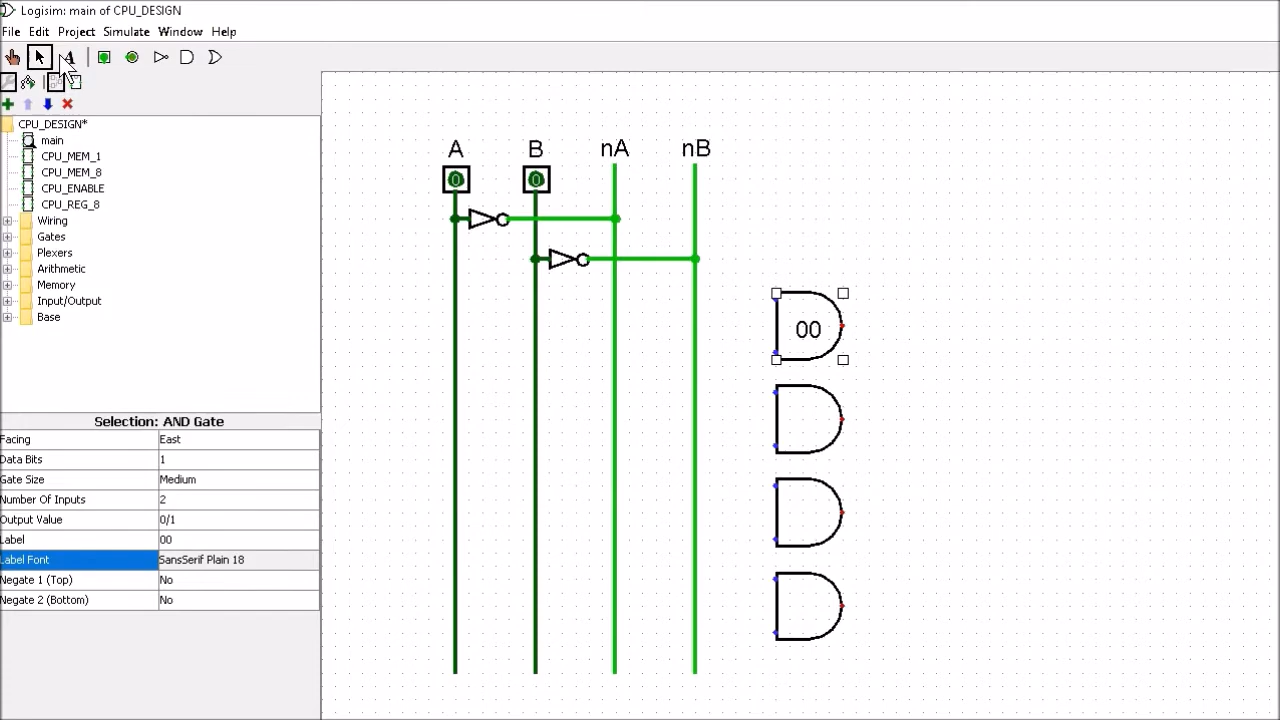 Logisim: main of CPU_DESIGN
File Edit Project Simulate Window Help
A
CPU_DESIGN*
main
CPU_MEM_1
CPU_MEM_8
CPU_ENABLE
CPU_REG_8
Wiring
Gates
Plexers
Arithmetic
Memory
Input/Output
Base
Selection: AND Gate
Facing East
Data Bits 1
Gate Size Medium
Number Of Inputs 2
Output Value 0/1
Label 00
Label Font SansSerif Plain 18
Negate 1 (Top) No
Negate 2 (Bottom) No
A B nA nB
0 0
00